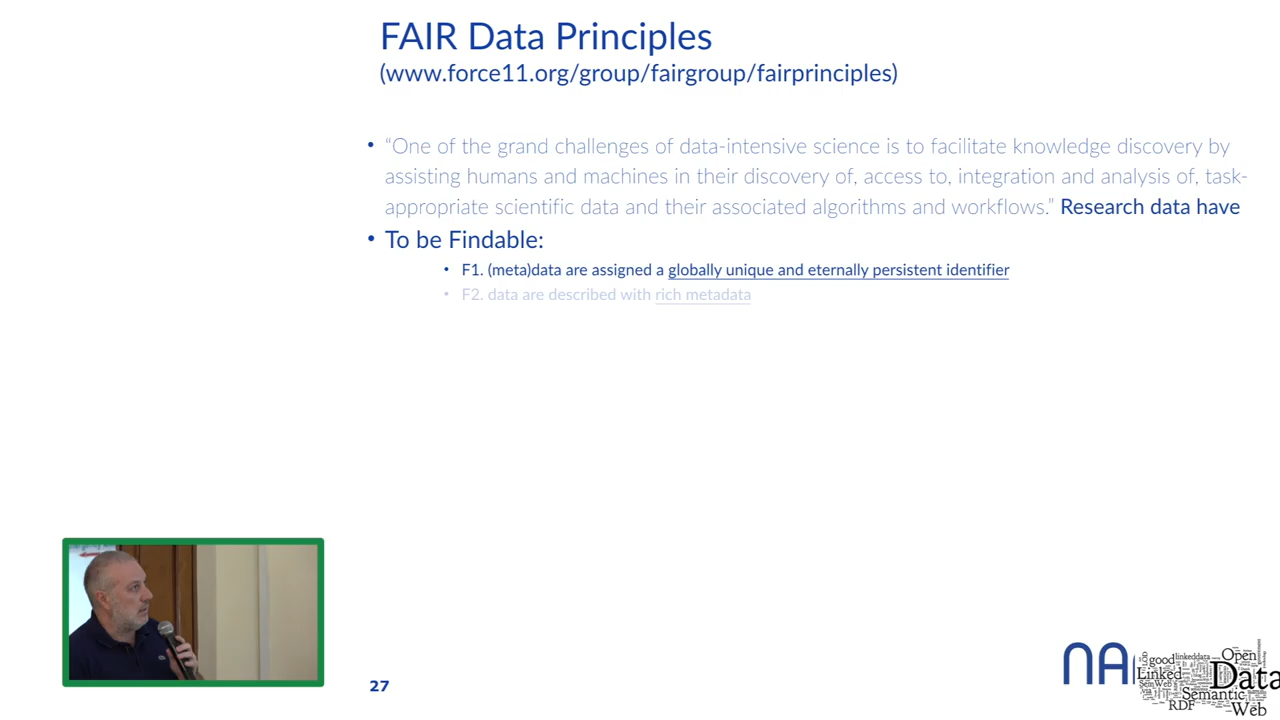 FAIR Data Principles
(www.force11.org/group/fairgroup/fairprinciples)
• “One of the grand challenges of data-intensive science is to facilitate knowledge discovery by
assisting humans and machines in their discovery of, access to, integration and analysis of, task-
appropriate scientific data and their associated algorithms and workflows.” Research data have
• To be Findable:
• F1. (meta)data are assigned a globally unique and eternally persistent identifier
• F2. data are described with rich metadata
27
NA
LOD
good
linkeddata
Open
Linked
Data
Semantic
RDF
Web